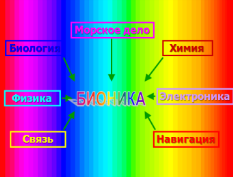 Морское дело
Биология
Химия
Физика
БИОНИКА
Электроника
Связь
Навигация